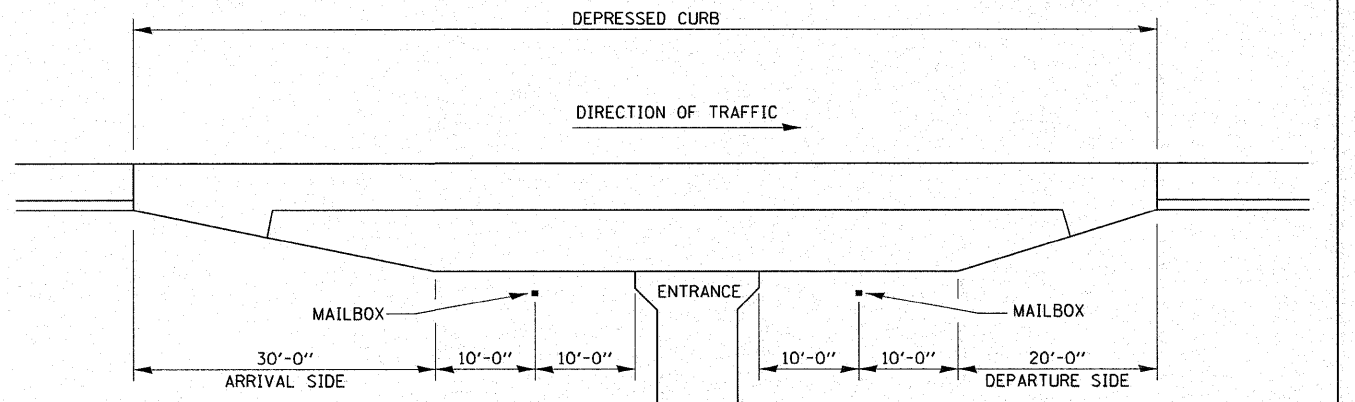 DEPRESSED CURB
DIRECTION OF TRAFFIC
ENTRANCE
MAILBOX
MAILBOX
30'-0"
10'-0"
10'-0"
10'-0"
10'-0"
20'-0"
ARRIVAL SIDE
DEPARTURE SIDE